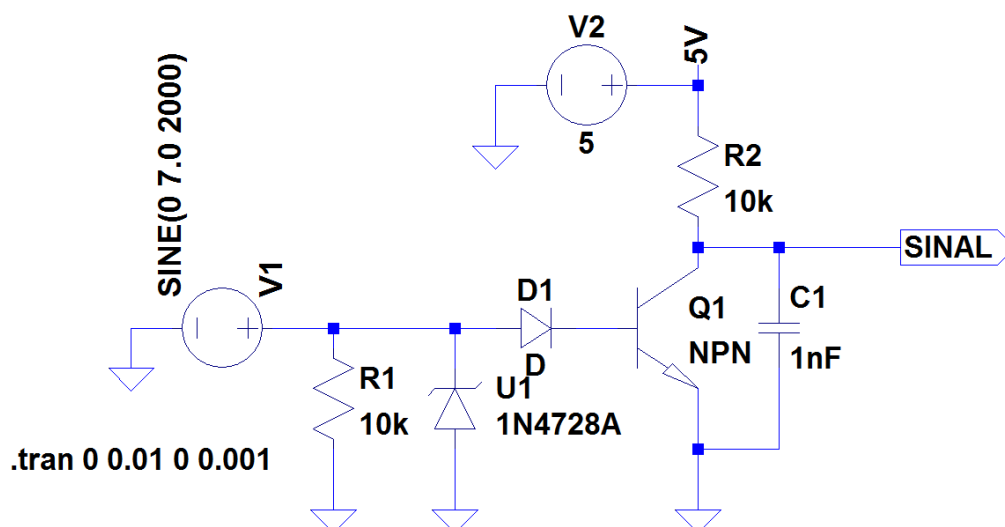 V2
5V
5
R2
10k
SINAL
SINE(0 7.0 2000)
V1
D1
D
Q1
NPN
C1
1nF
R1
10k
U1
1N4728A
.tran 0 0.01 0 0.001